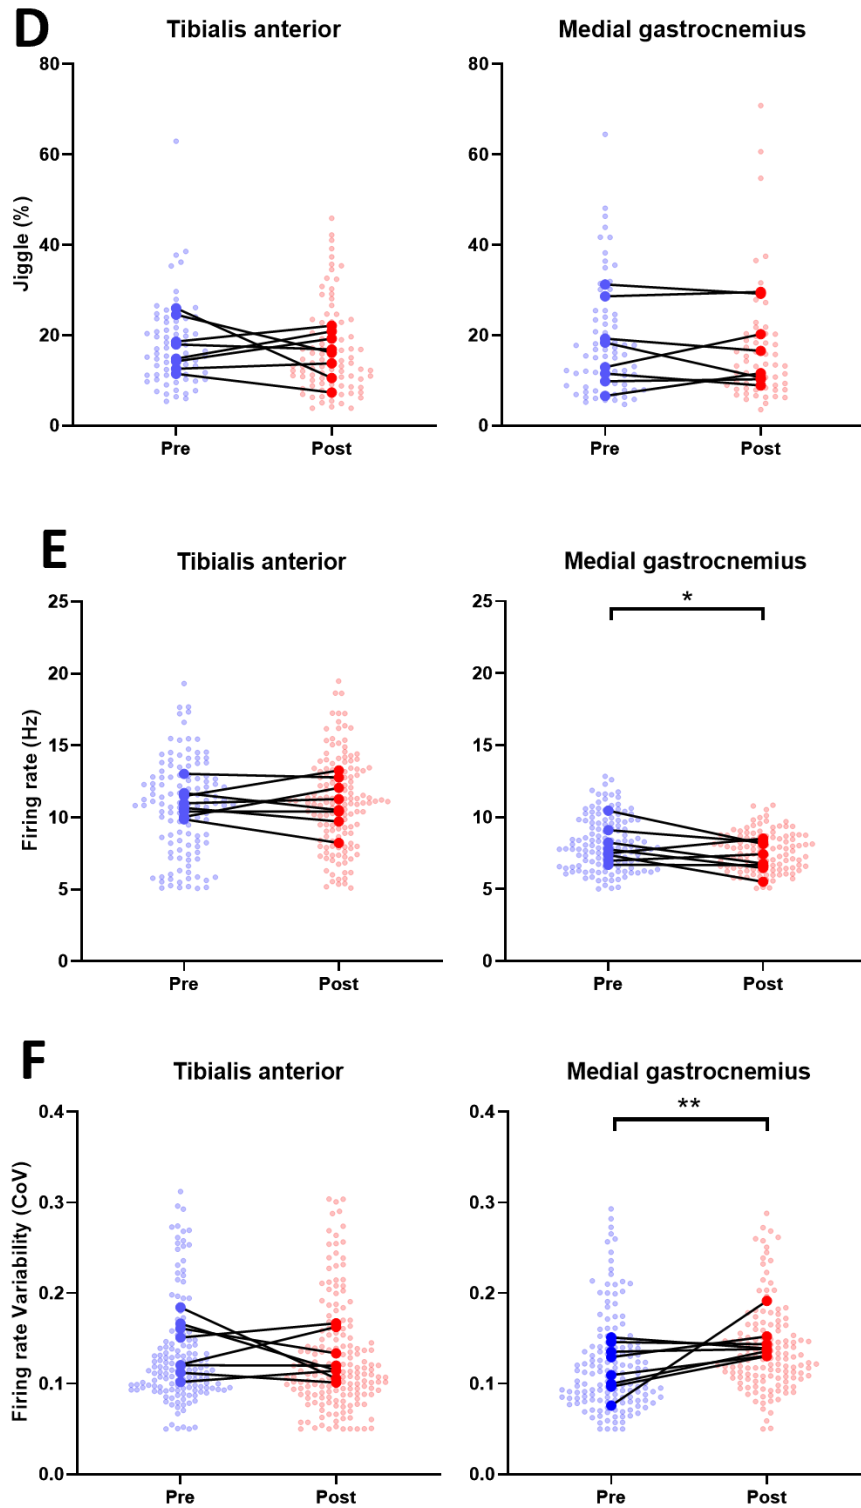 D
Tibialis anterior
Medial gastrocnemius
Jiggle (%)
80
60
40
20
0
Pre
Post
80
60
40
20
0
Pre
Post
E
Tibialis anterior
Medial gastrocnemius
Firing rate (Hz)
25
20
15
10
5
0
Pre
Post
25
20
15
10
5
0
*
Pre
Post
F
Tibialis anterior
Medial gastrocnemius
Firing rate Variability (CoV)
0.4
0.3
0.2
0.1
0.0
Pre
Post
0.4
0.3
0.2
0.1
0.0
**
Pre
Post